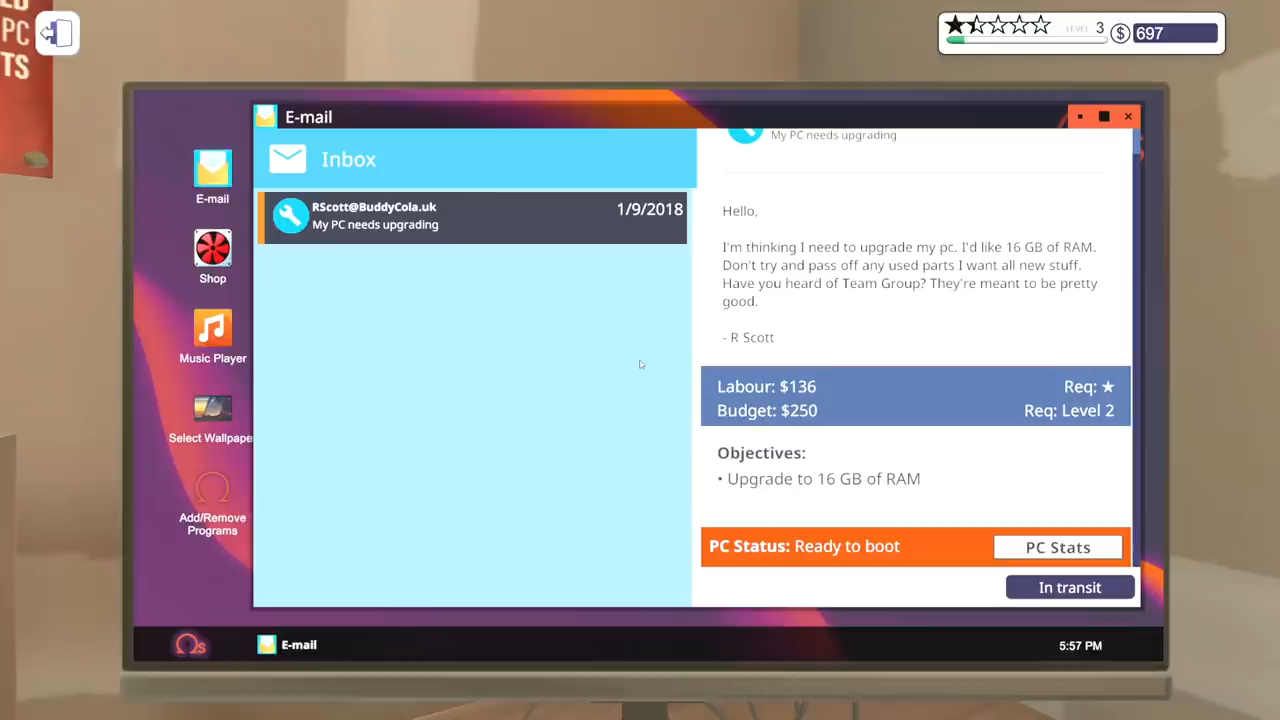 PC
TS
LEVEL 3
$ 697
E-mail
Inbox
RScott@BuddyCola.uk
1/9/2018
My PC needs upgrading
E-mail
Shop
Music Player
Select Wallpape
Add/Remove
Programs
My PC needs upgrading
Hello,
I'm thinking I need to upgrade my pc. I'd like 16 GB of RAM.
Don't try and pass off any used parts I want all new stuff.
Have you heard of Team Group? They're meant to be pretty
good.
- R Scott
Labour: $136
Req: ★
Budget: $250
Req: Level 2
Objectives:
• Upgrade to 16 GB of RAM
PC Status: Ready to boot
PC Stats
In transit
Ωs
E-mail
5:57 PM